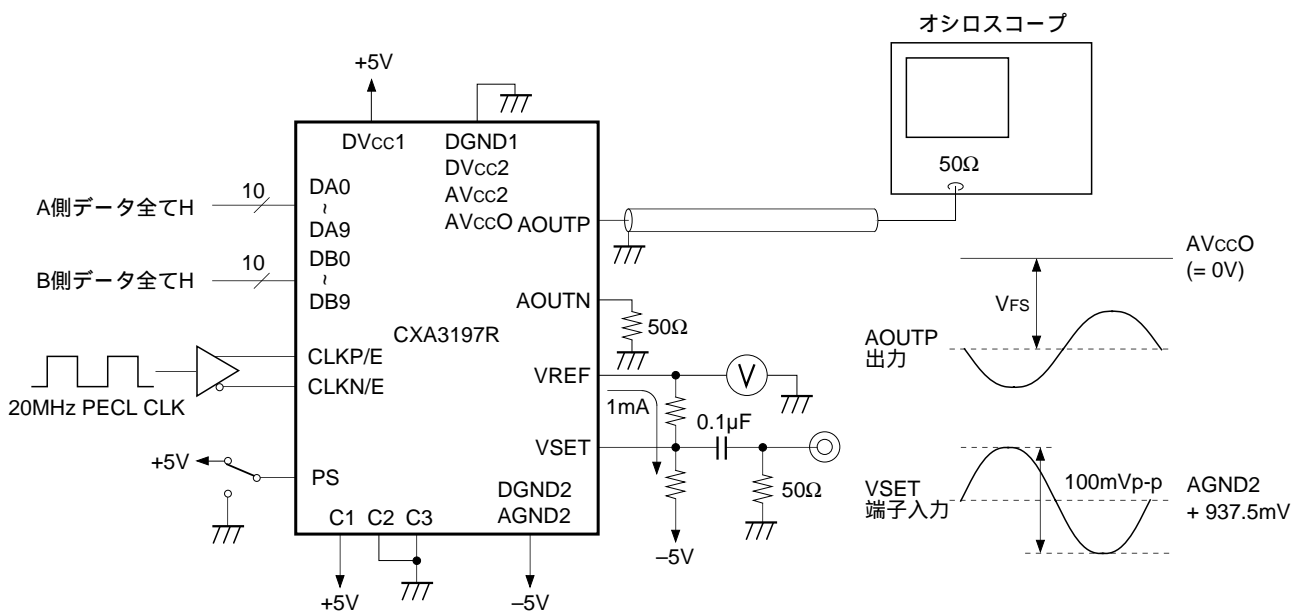 オシロスコープ
50Ω
+5V
DVCC1
DGND1
DVCC2
AVCC2
AVCCO
AOUTP
A側データ全てH
10
DA0
~
DA9
B側データ全てH
10
DB0
~
DB9
AOUTN
50Ω
CXA3197R
CLKP/E
CLKN/E
20MHz PECL CLK
VREF
V
1mA
0.1µF
VSET
50Ω
–5V
+5V
PS
DGND2
AGND2
C1 C2 C3
+5V
–5V
AVCCO
(= 0V)
VFS
AOUTP
出力
VSET
端子入力
100mVp-p
AGND2
+ 937.5mV